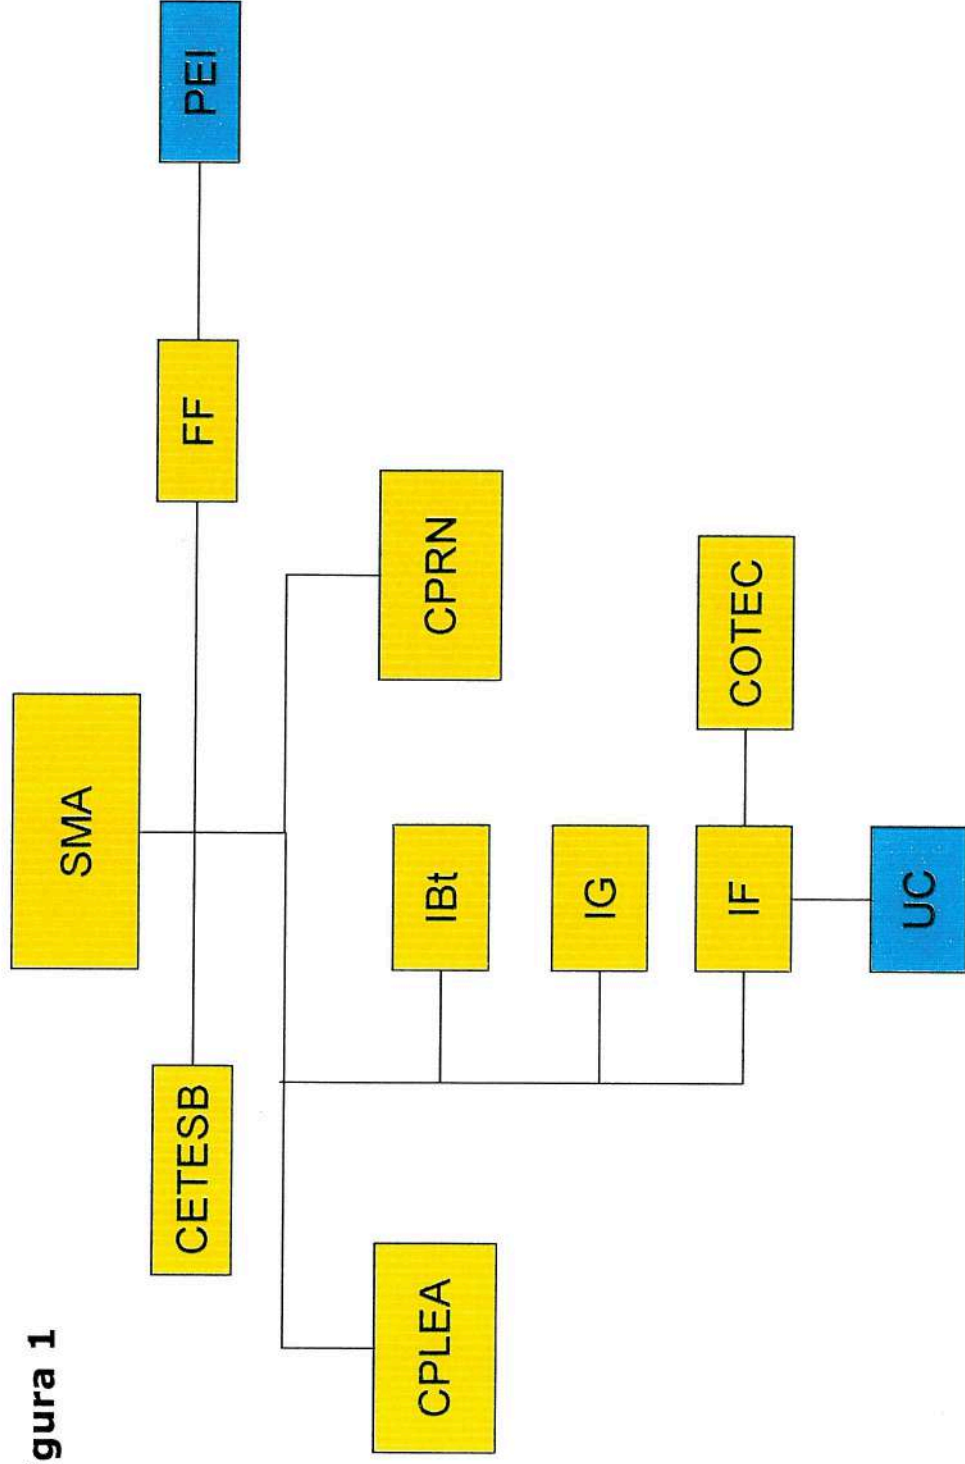 gura 1
SMA
CETESB
FF
PEI
CPLEA
IBt
CPRN
IG
IF
COTEC
UC